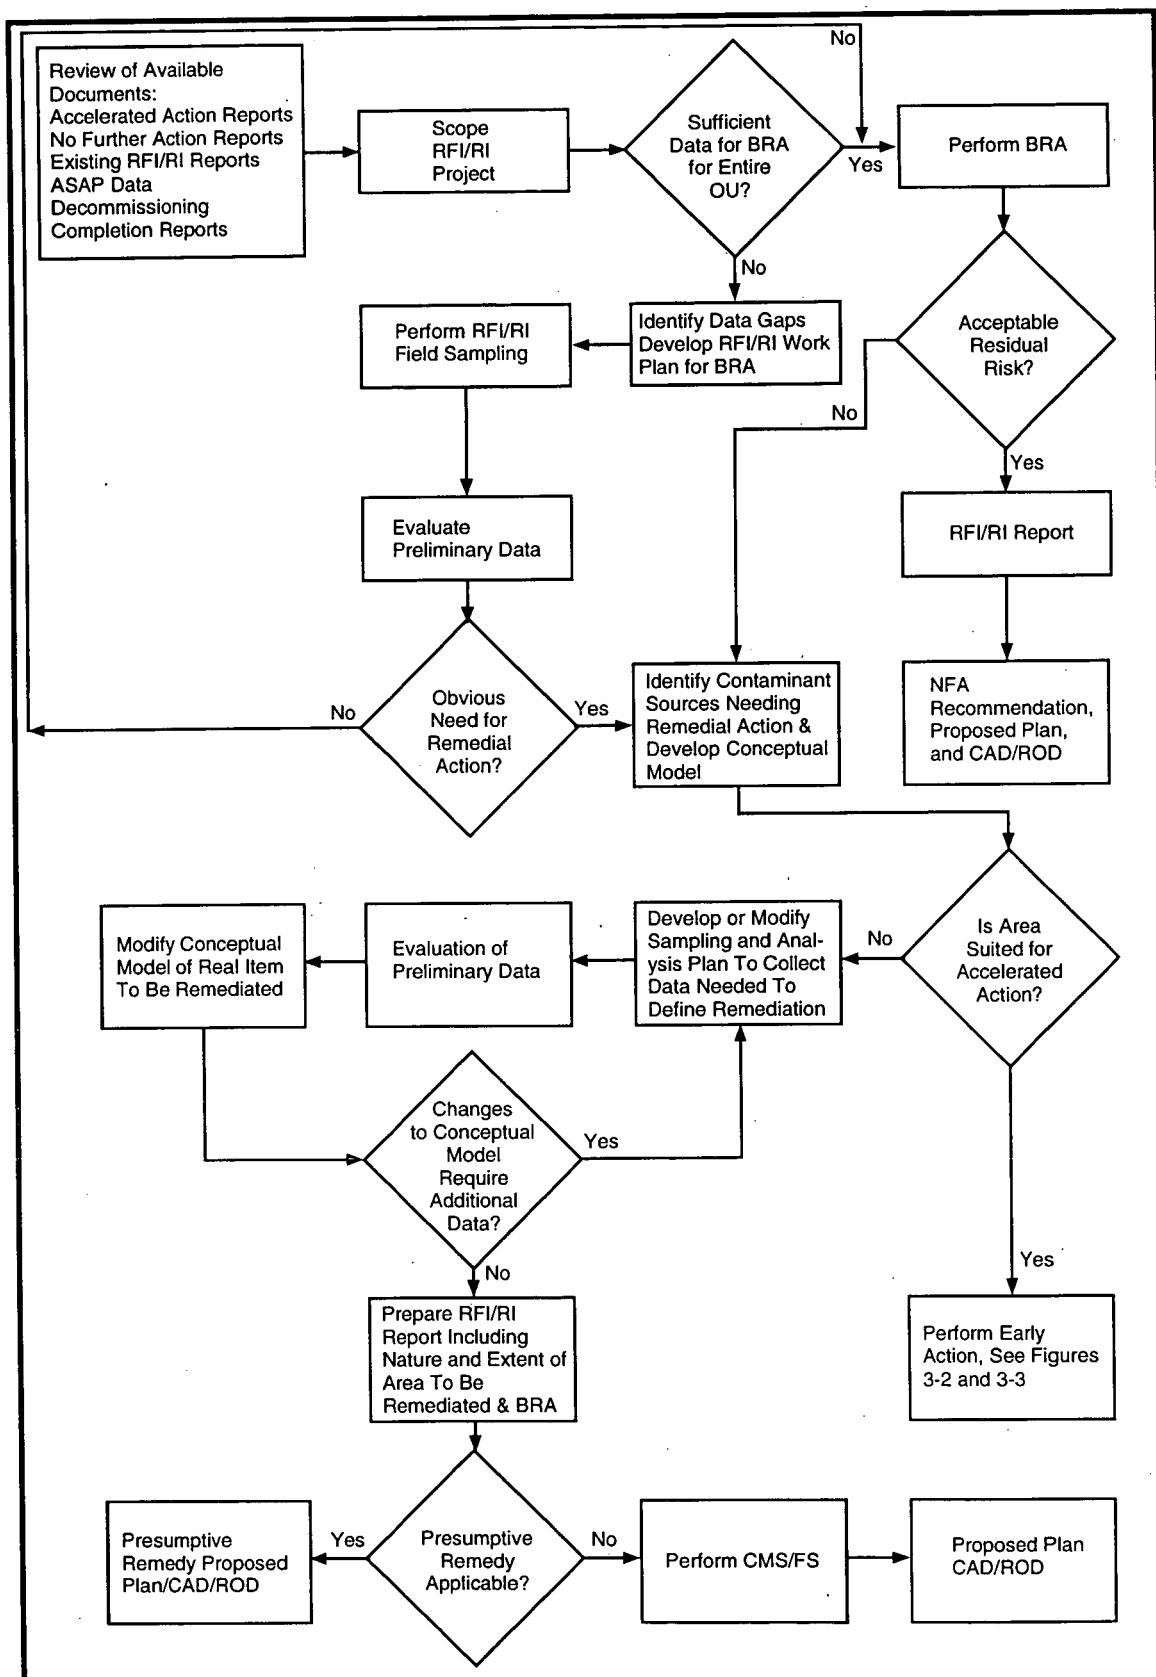 No
Review of Available
Documents:
Accelerated Action Reports
No Further Action Reports
Existing RFI/RI Reports
ASAP Data
Decommissioning
Completion Reports
Scope
RFI/RI
Project
Sufficient
Data for BRA
for Entire
OU?
Yes
Perform BRA
No
Perform RFI/RI
Field Sampling
Identify Data Gaps
Develop RFI/RI Work
Plan for BRA
Acceptable
Residual
Risk?
No
Yes
Evaluate
Preliminary Data
RFI/RI Report
Obvious
Need for
Remedial
Action?
No
Yes
Identify Contaminant
Sources Needing
Remedial Action &
Develop Conceptual
Model
NFA
Recommendation,
Proposed Plan,
and CAD/ROD
Modify Conceptual
Model of Real Item
To Be Remediated
Evaluation of
Preliminary Data
Develop or Modify
Sampling and Anal-
ysis Plan To Collect
Data Needed To
Define Remediation
No
Is Area
Suited for
Accelerated
Action?
Changes
to Conceptual
Model
Require
Additional
Data?
Yes
No
Yes
Prepare RFI/RI
Report Including
Nature and Extent of
Area To Be
Remediated & BRA
Perform Early
Action, See Figures
3-2 and 3-3
Presumptive
Remedy Proposed
Plan/CAD/ROD
Yes
Presumptive
Remedy
Applicable?
No
Perform CMS/FS
Proposed Plan
CAD/ROD